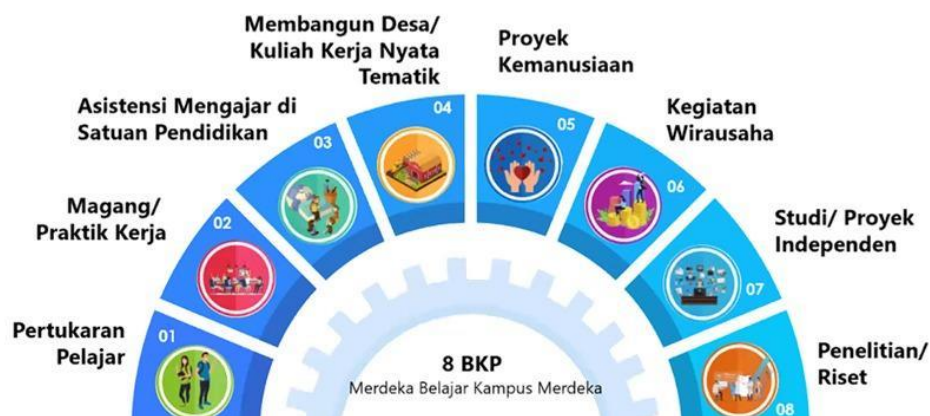 Pertukaran
Pelajar
01
Magang/
Praktik Kerja
02
Asistensi Mengajar di
Satuan Pendidikan
03
Membangun Desa/
Kuliah Kerja Nyata
Tematik
04
Proyek
Kemanusiaan
05
Kegiatan
Wirausaha
06
Studi/ Proyek
Independen
07
Penelitian/
Riset
08
8 BKP
Merdeka Belajar Kampus Merdeka